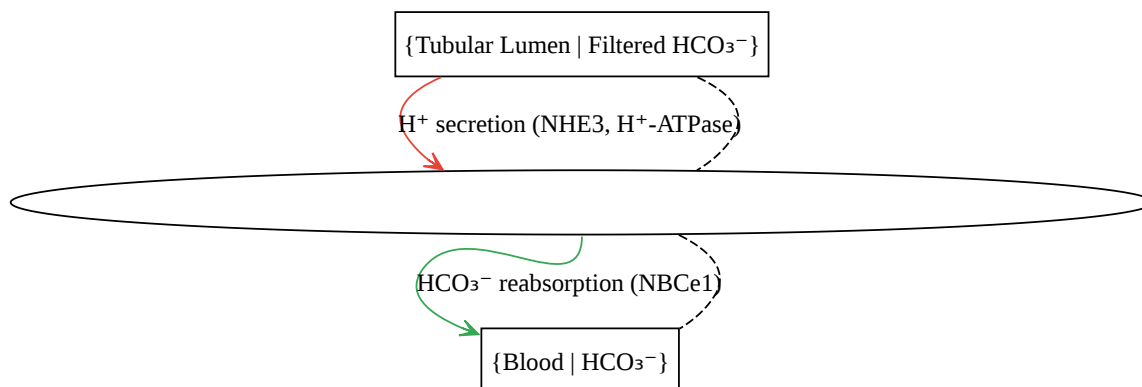 {Tubular Lumen | Filtered HCO₃⁻}
H⁺ secretion (NHE3, H⁺-ATPase)
HCO₃⁻ reabsorption (NBCe1)
{Blood | HCO₃⁻}